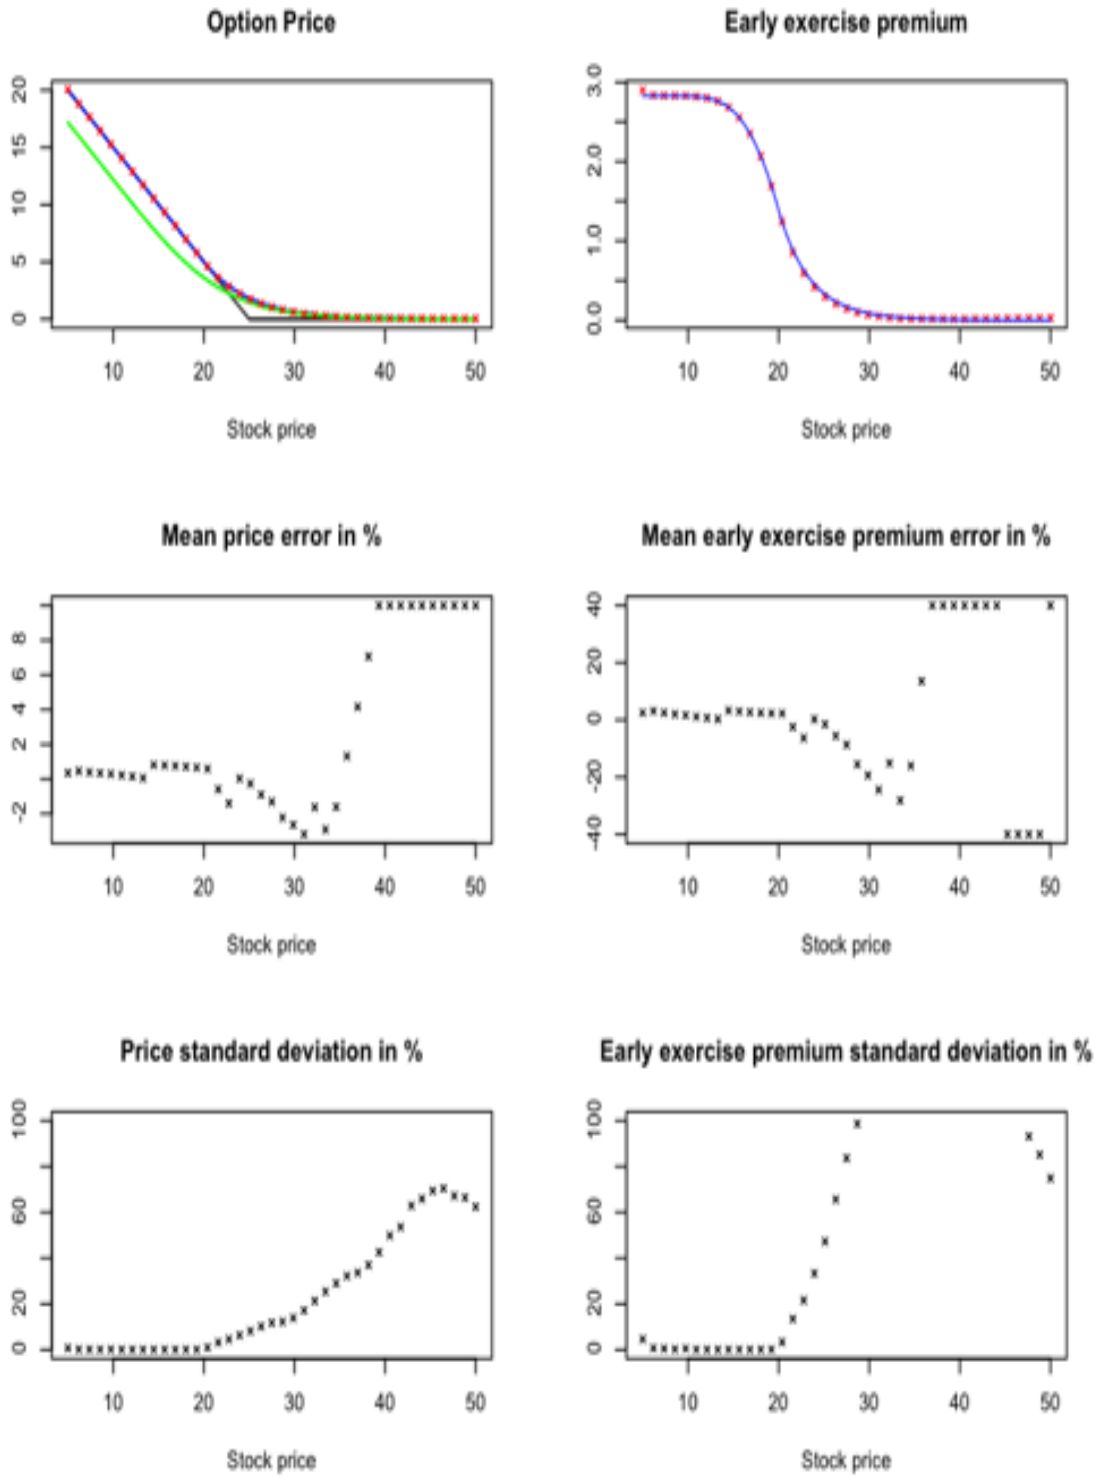 Option Price
20
15
10
5
0
10 20 30 40 50
Stock price
Early exercise premium
3.0
2.0
1.0
0.0
10 20 30 40 50
Stock price
Mean price error in %
8
6
4
2
-2
10 20 30 40 50
Stock price
Mean early exercise premium error in %
40
20
0
-20
-40
10 20 30 40 50
Stock price
Price standard deviation in %
100
60
20
0
10 20 30 40 50
Stock price
Early exercise premium standard deviation in %
100
60
20
0
10 20 30 40 50
Stock price